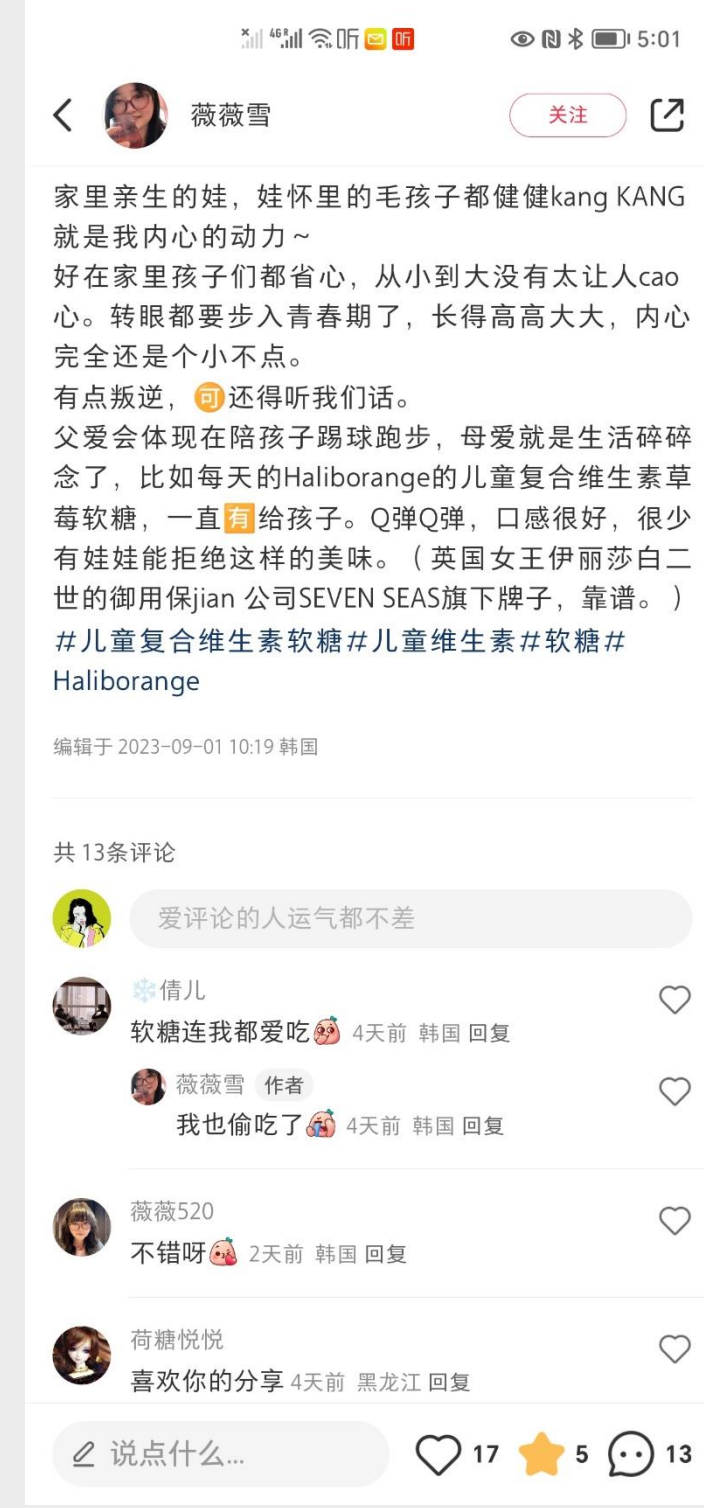 46R 听 听 5:01
薇薇雪 关注
家里亲生的娃，娃怀里的毛孩子都健健kang KANG
就是我内心的动力～
好在家里孩子们都省心，从小到大没有太让人cao
心。转眼都要步入青春期了，长得高高大大，内心
完全还是个小不点。
有点叛逆，🉑还得听我们话。
父爱会体现在陪孩子踢球跑步，母爱就是生活碎碎
念了，比如每天的Haliborange的儿童复合维生素草
莓软糖，一直🈶给孩子。Q弹Q弹，口感很好，很少
有娃娃能拒绝这样的美味。（英国女王伊丽莎白二
世的御用保jian 公司SEVEN SEAS旗下牌子，靠谱。）
#儿童复合维生素软糖#儿童维生素#软糖#
Haliborange
编辑于 2023-09-01 10:19 韩国
共 13条评论
爱评论的人运气都不差
❄️倩儿
软糖连我都爱吃 4天前 韩国 回复
薇薇雪 作者
我也偷吃了 4天前 韩国 回复
薇薇520
不错呀 2天前 韩国 回复
荷糖悦悦
喜欢你的分享 4天前 黑龙江 回复
说点什么... 17 5 13